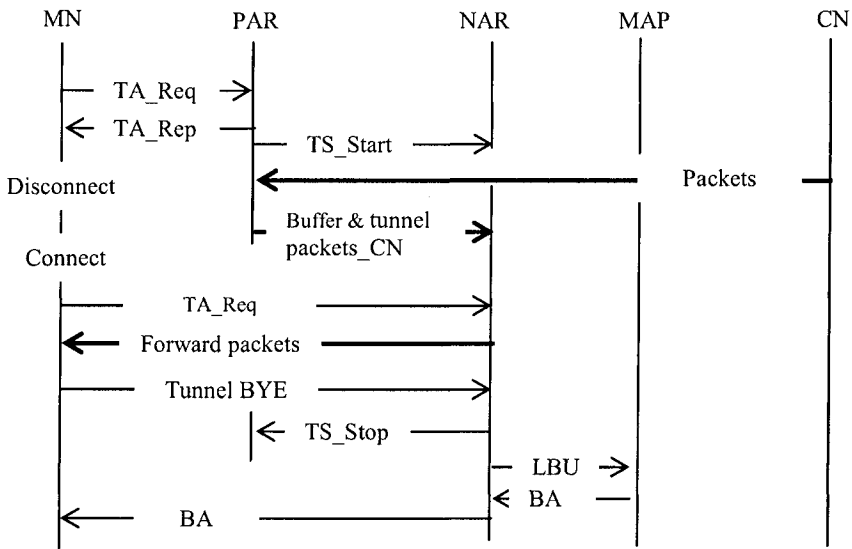 MN PAR NAR MAP CN
TA_Req
TA_Rep
TS_Start
Packets
Disconnect
Buffer & tunnel
packets_CN
Connect
TA_Req
Forward packets
Tunnel BYE
TS_Stop
LBU
BA
BA